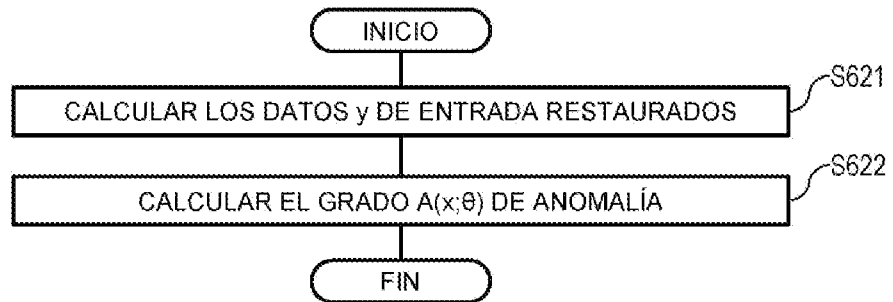 INICIO
S621
CALCULAR LOS DATOS y DE ENTRADA RESTAURADOS
S622
CALCULAR EL GRADO A(x;θ) DE ANOMALÍA
FIN